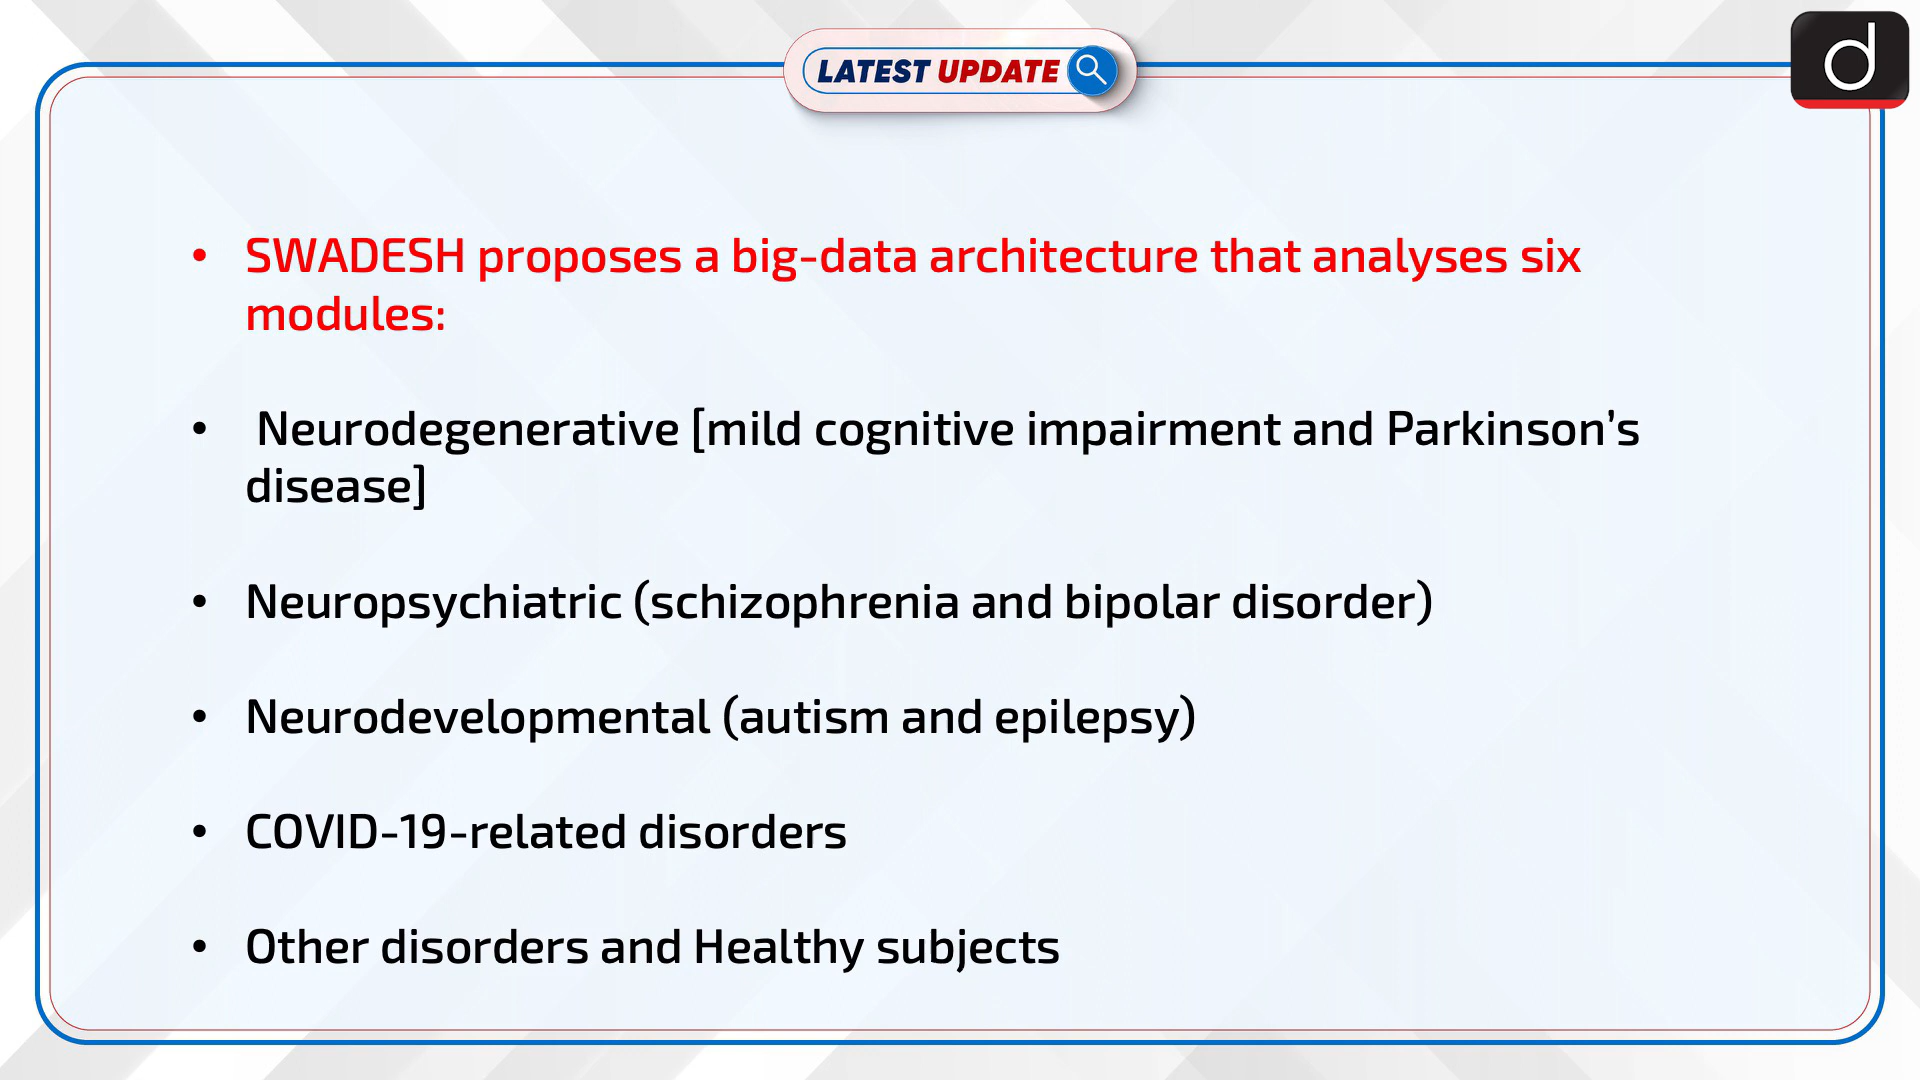 LATEST UPDATE
d
• SWADESH proposes a big-data architecture that analyses six
modules:
• Neurodegenerative [mild cognitive impairment and Parkinson’s
disease]
• Neuropsychiatric (schizophrenia and bipolar disorder)
• Neurodevelopmental (autism and epilepsy)
• COVID-19-related disorders
• Other disorders and Healthy subjects